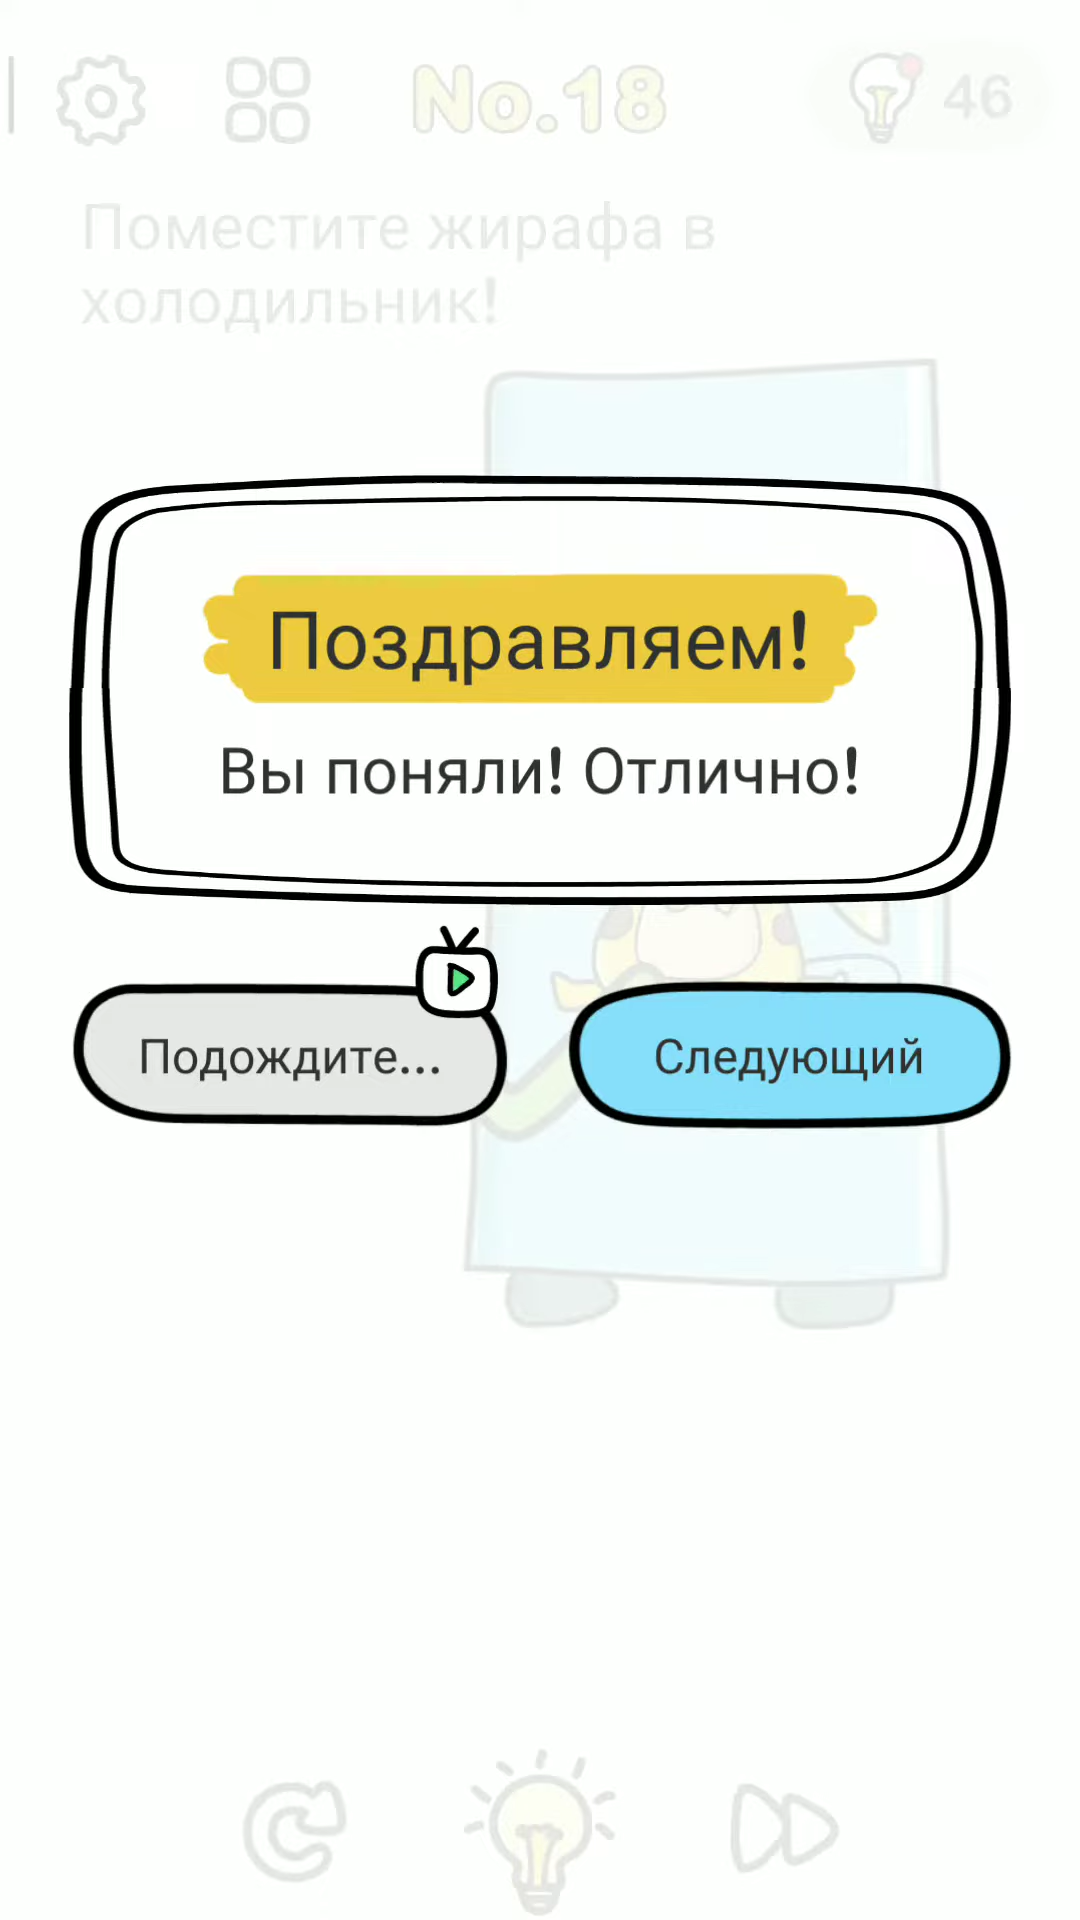 No.18
46
Поместите жирафа в
холодильник!
Поздравляем!
Вы поняли! Отлично!
Подождите...
Следующий